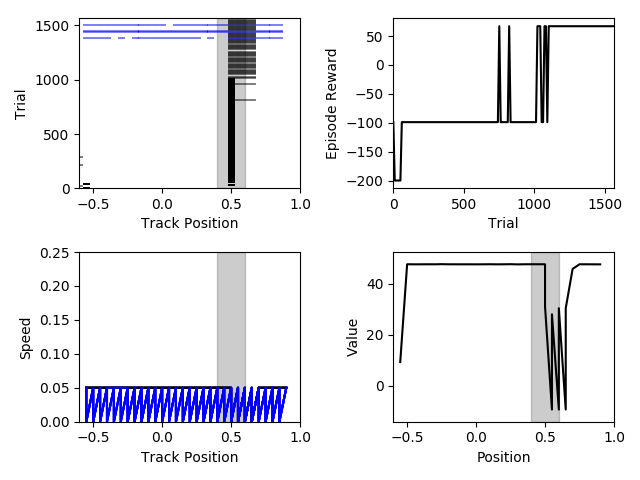 1500
1000
500
0
Trial
−0.5 0.0 0.5 1.0
Track Position
50
0
−50
−100
−150
−200
Episode Reward
0 500 1000 1500
Trial
0.25
0.20
0.15
0.10
0.05
0.00
Speed
−0.5 0.0 0.5 1.0
Track Position
40
20
0
Value
−0.5 0.0 0.5 1.0
Position